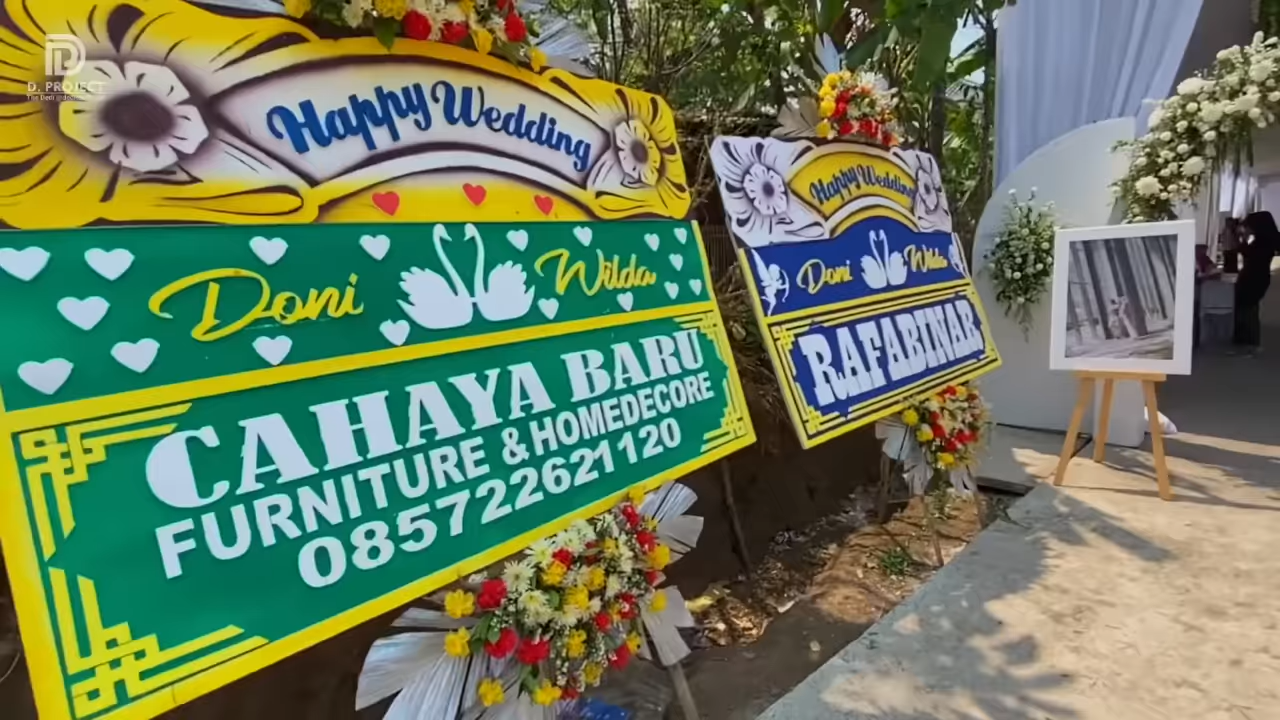 D. PROJECT
Happy Wedding
Doni Wilda
CAHAYA BARU
FURNITURE & HOMEDECORE
085722621120
Happy Wedding
Doni Wilda
RAFABINAR